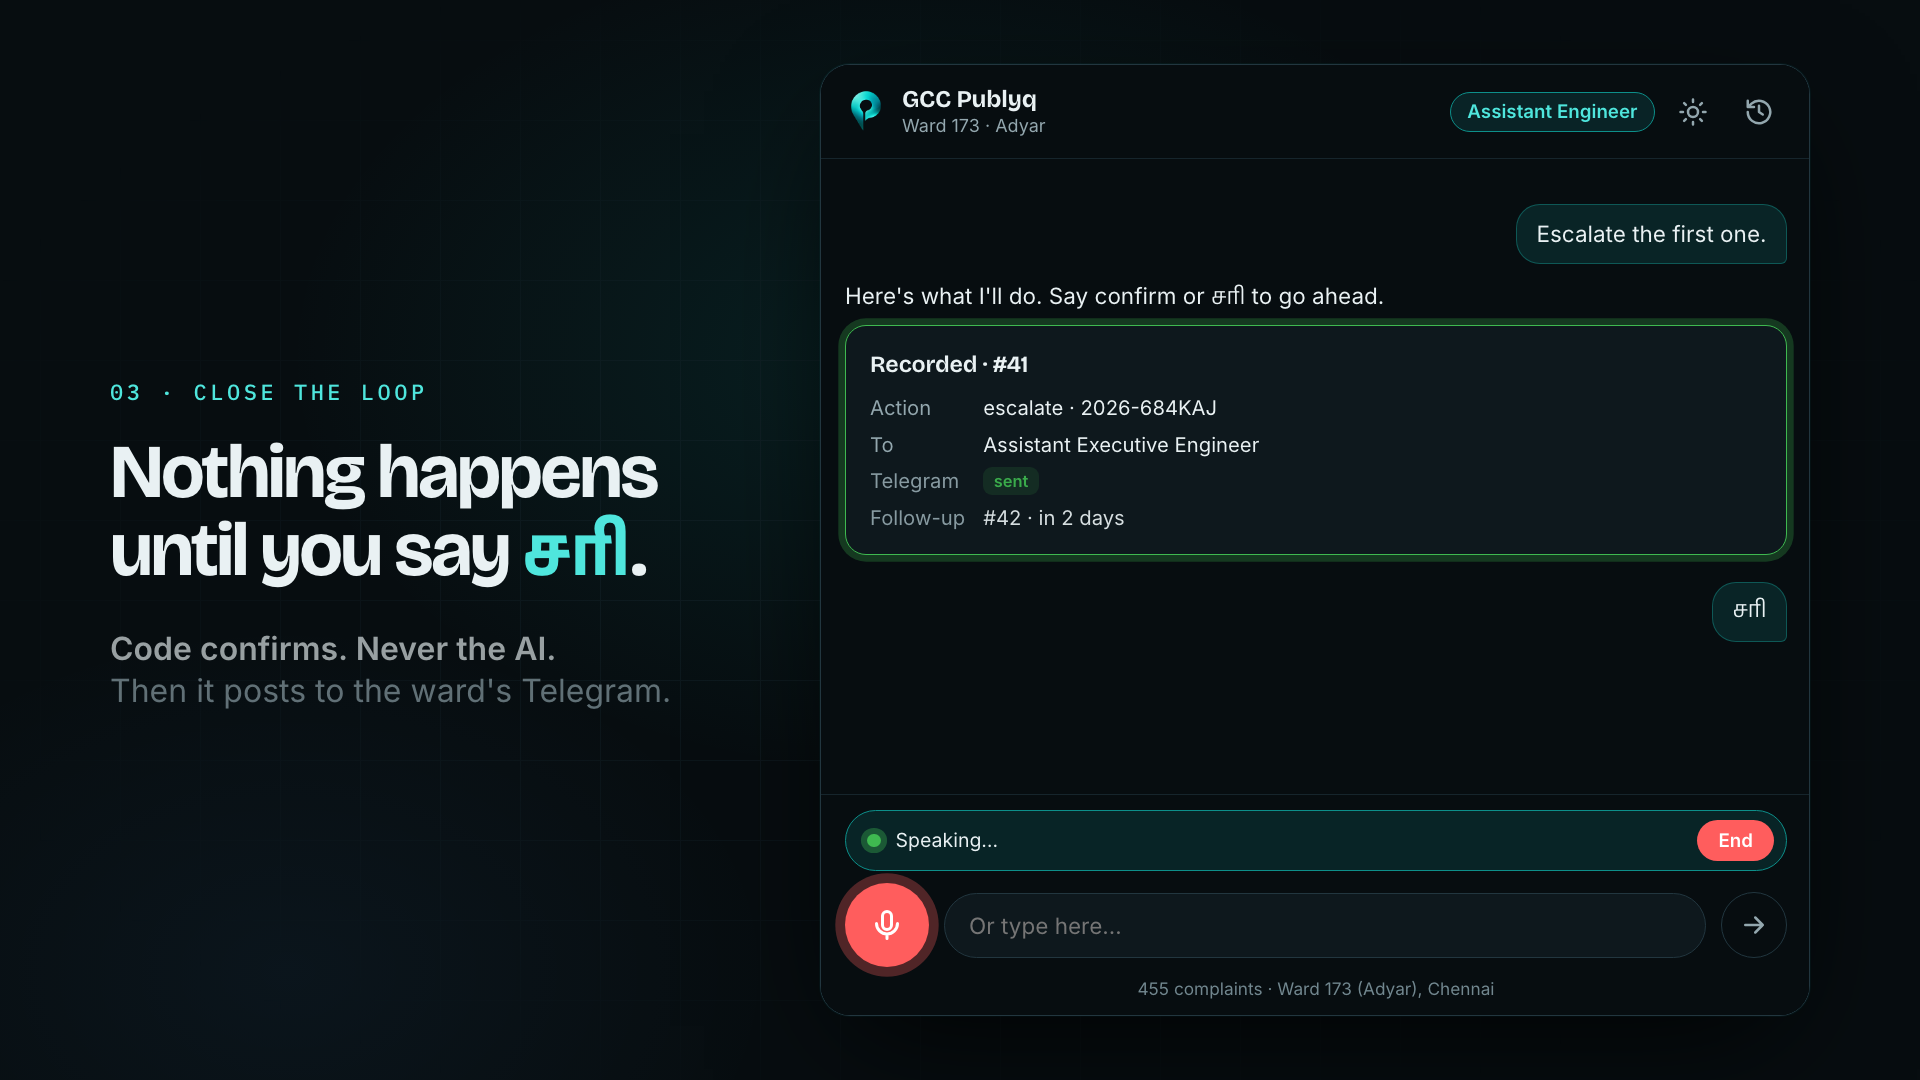 03 · CLOSE THE LOOP
Nothing happens
until you say சரி.
Code confirms. Never the AI.
Then it posts to the ward's Telegram.
GCC Publyq
Ward 173 · Adyar
Assistant Engineer
Escalate the first one.
Here's what I'll do. Say confirm or சரி to go ahead.
Recorded · #41
Action escalate · 2026-684KAJ
To Assistant Executive Engineer
Telegram sent
Follow-up #42 · in 2 days
சரி
Speaking...
End
Or type here...
455 complaints · Ward 173 (Adyar), Chennai